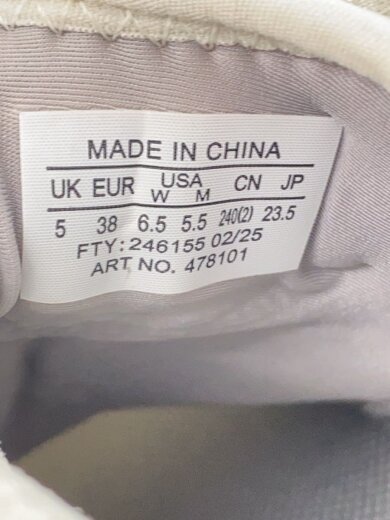 MADE IN CHINA
UK EUR USA CN JP
W M
5 38 6.5 5.5 240(2) 23.5
FTY: 246155 02/25
ART NO. 478101